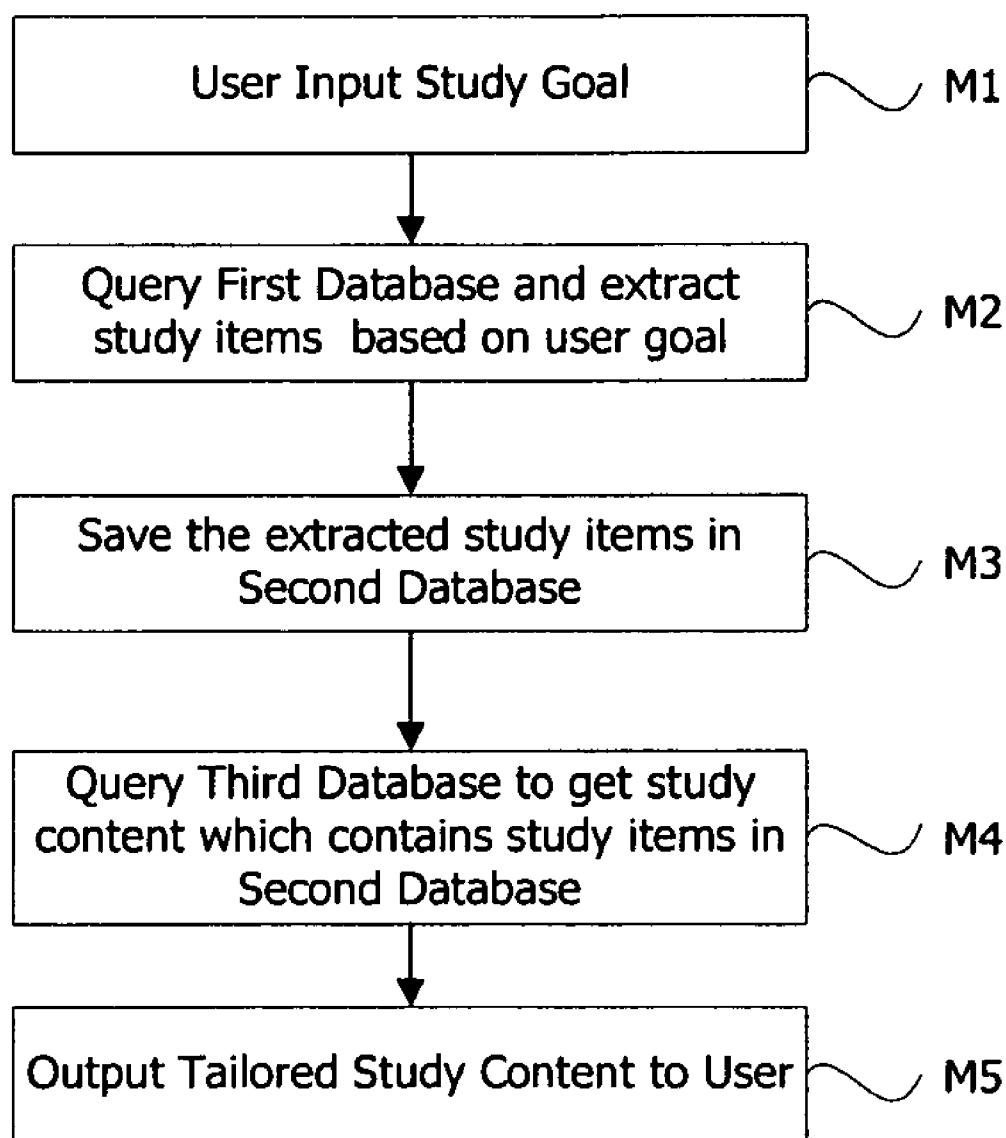 User Input Study Goal
M1
Query First Database and extract
study items based on user goal
M2
Save the extracted study items in
Second Database
M3
Query Third Database to get study
content which contains study items in
Second Database
M4
Output Tailored Study Content to User
M5